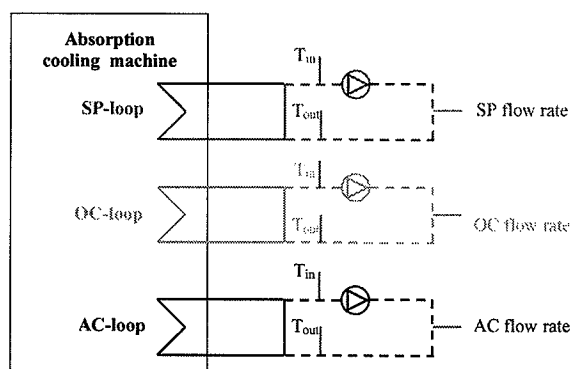 Absorption
cooling machine
T_in
SP-loop
T_out
SP flow rate
T_in
OC-loop
T_out
OC flow rate
T_in
AC-loop
T_out
AC flow rate